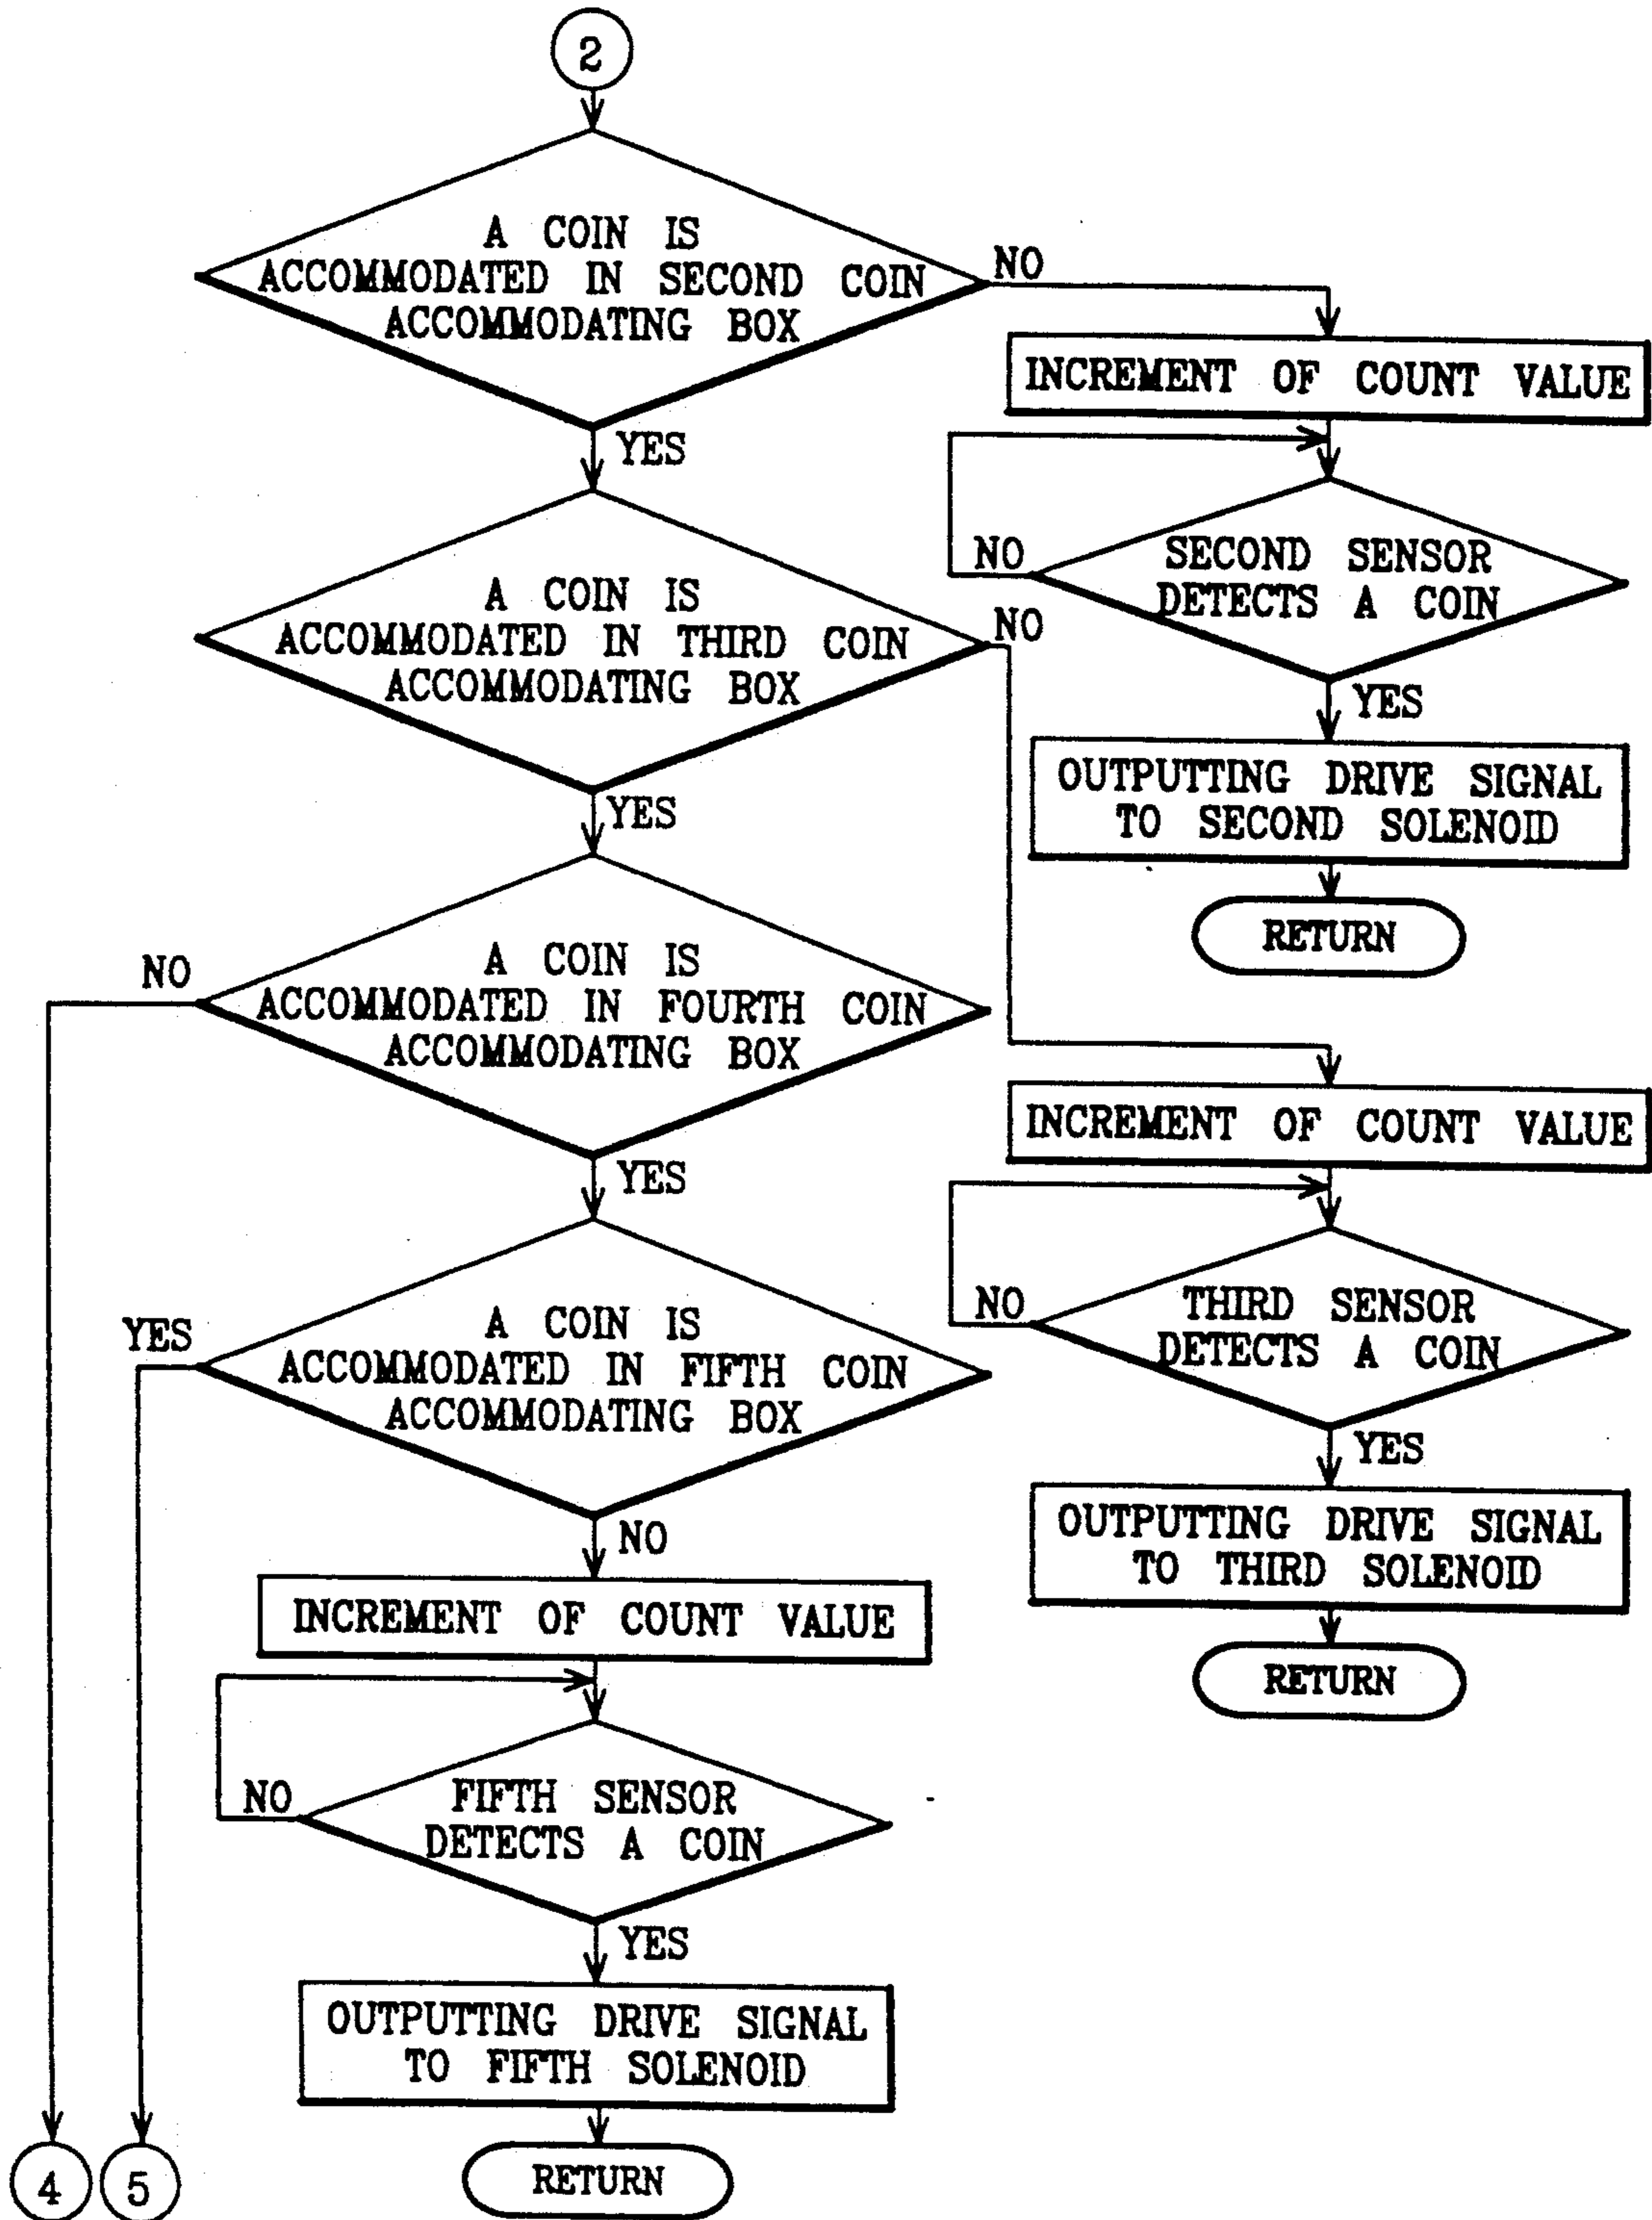 2
A COIN IS
ACCOMMODATED IN SECOND COIN
ACCOMMODATING BOX
NO
INCREMENT OF COUNT VALUE
YES
NO
SECOND SENSOR
DETECTS A COIN
YES
OUTPUTTING DRIVE SIGNAL
TO SECOND SOLENOID
RETURN
A COIN IS
ACCOMMODATED IN THIRD COIN
ACCOMMODATING BOX
NO
YES
INCREMENT OF COUNT VALUE
NO
THIRD SENSOR
DETECTS A COIN
YES
OUTPUTTING DRIVE SIGNAL
TO THIRD SOLENOID
RETURN
NO
A COIN IS
ACCOMMODATED IN FOURTH COIN
ACCOMMODATING BOX
YES
YES
A COIN IS
ACCOMMODATED IN FIFTH COIN
ACCOMMODATING BOX
NO
INCREMENT OF COUNT VALUE
NO
FIFTH SENSOR
DETECTS A COIN
YES
OUTPUTTING DRIVE SIGNAL
TO FIFTH SOLENOID
RETURN
4
5